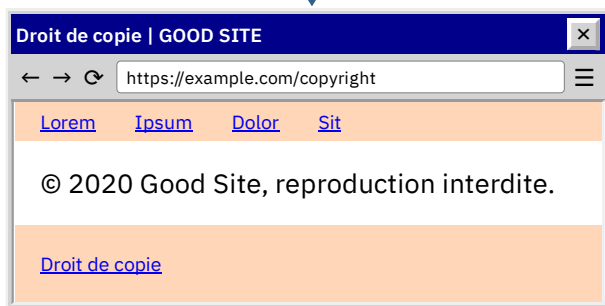 Droit de copie | GOOD SITE
https://example.com/copyright
Lorem Ipsum Dolor Sit
© 2020 Good Site, reproduction interdite.
Droit de copie